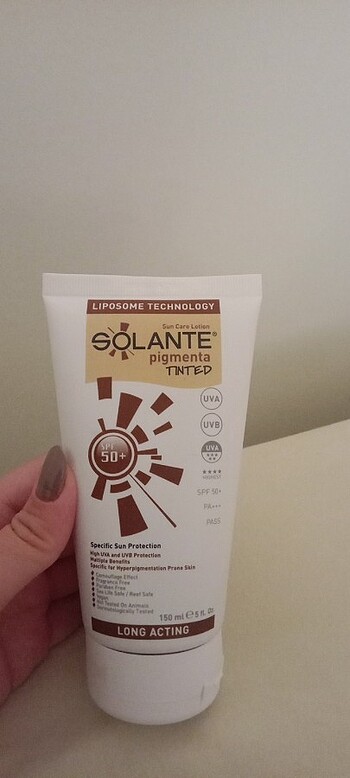 LIPOSOME TECHNOLOGY
Sun Care Lotion
SOLANTE®
pigmenta
TINTED
UVA
UVB
UVA
HIGHEST
SPF 50+
SPF 50+
PA+++
PASS
Specific Sun Protection
High UVA and UVB Protection
Multiple Benefits
Specific for Hyperpigmentation Prone Skin
Camouflage Effect
Fragrance Free
Paraben Free
Sea Life Safe / Reef Safe
Vegan
Not Tested On Animals
Dermatologically Tested
150 ml ℮ 5 fl. Oz
LONG ACTING